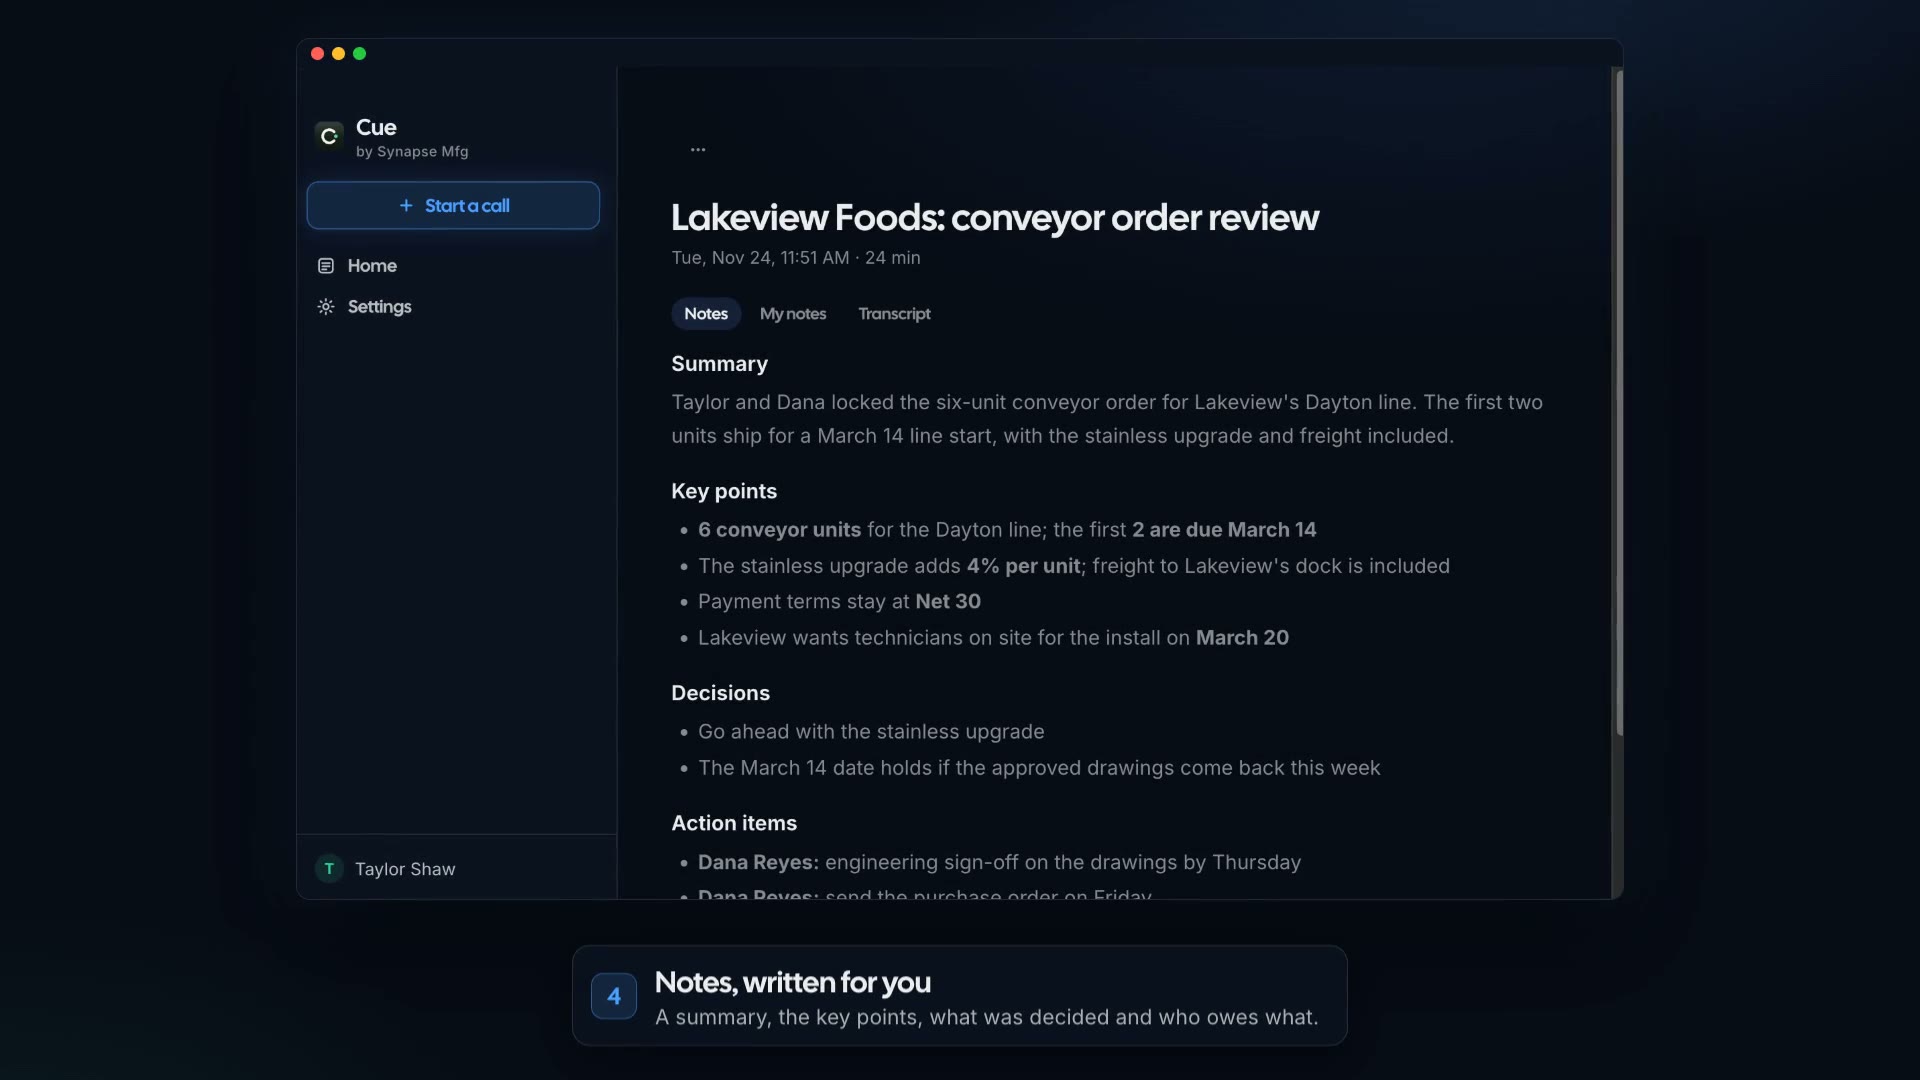 Cue
by Synapse Mfg
+ Start a call
Home
Settings
T Taylor Shaw
...
Lakeview Foods: conveyor order review
Tue, Nov 24, 11:51 AM · 24 min
Notes My notes Transcript
Summary
Taylor and Dana locked the six-unit conveyor order for Lakeview's Dayton line. The first two
units ship for a March 14 line start, with the stainless upgrade and freight included.
Key points
• 6 conveyor units for the Dayton line; the first 2 are due March 14
• The stainless upgrade adds 4% per unit; freight to Lakeview's dock is included
• Payment terms stay at Net 30
• Lakeview wants technicians on site for the install on March 20
Decisions
• Go ahead with the stainless upgrade
• The March 14 date holds if the approved drawings come back this week
Action items
• Dana Reyes: engineering sign-off on the drawings by Thursday
• Dana Reyes: send the purchase order on Friday
4 Notes, written for you
A summary, the key points, what was decided and who owes what.